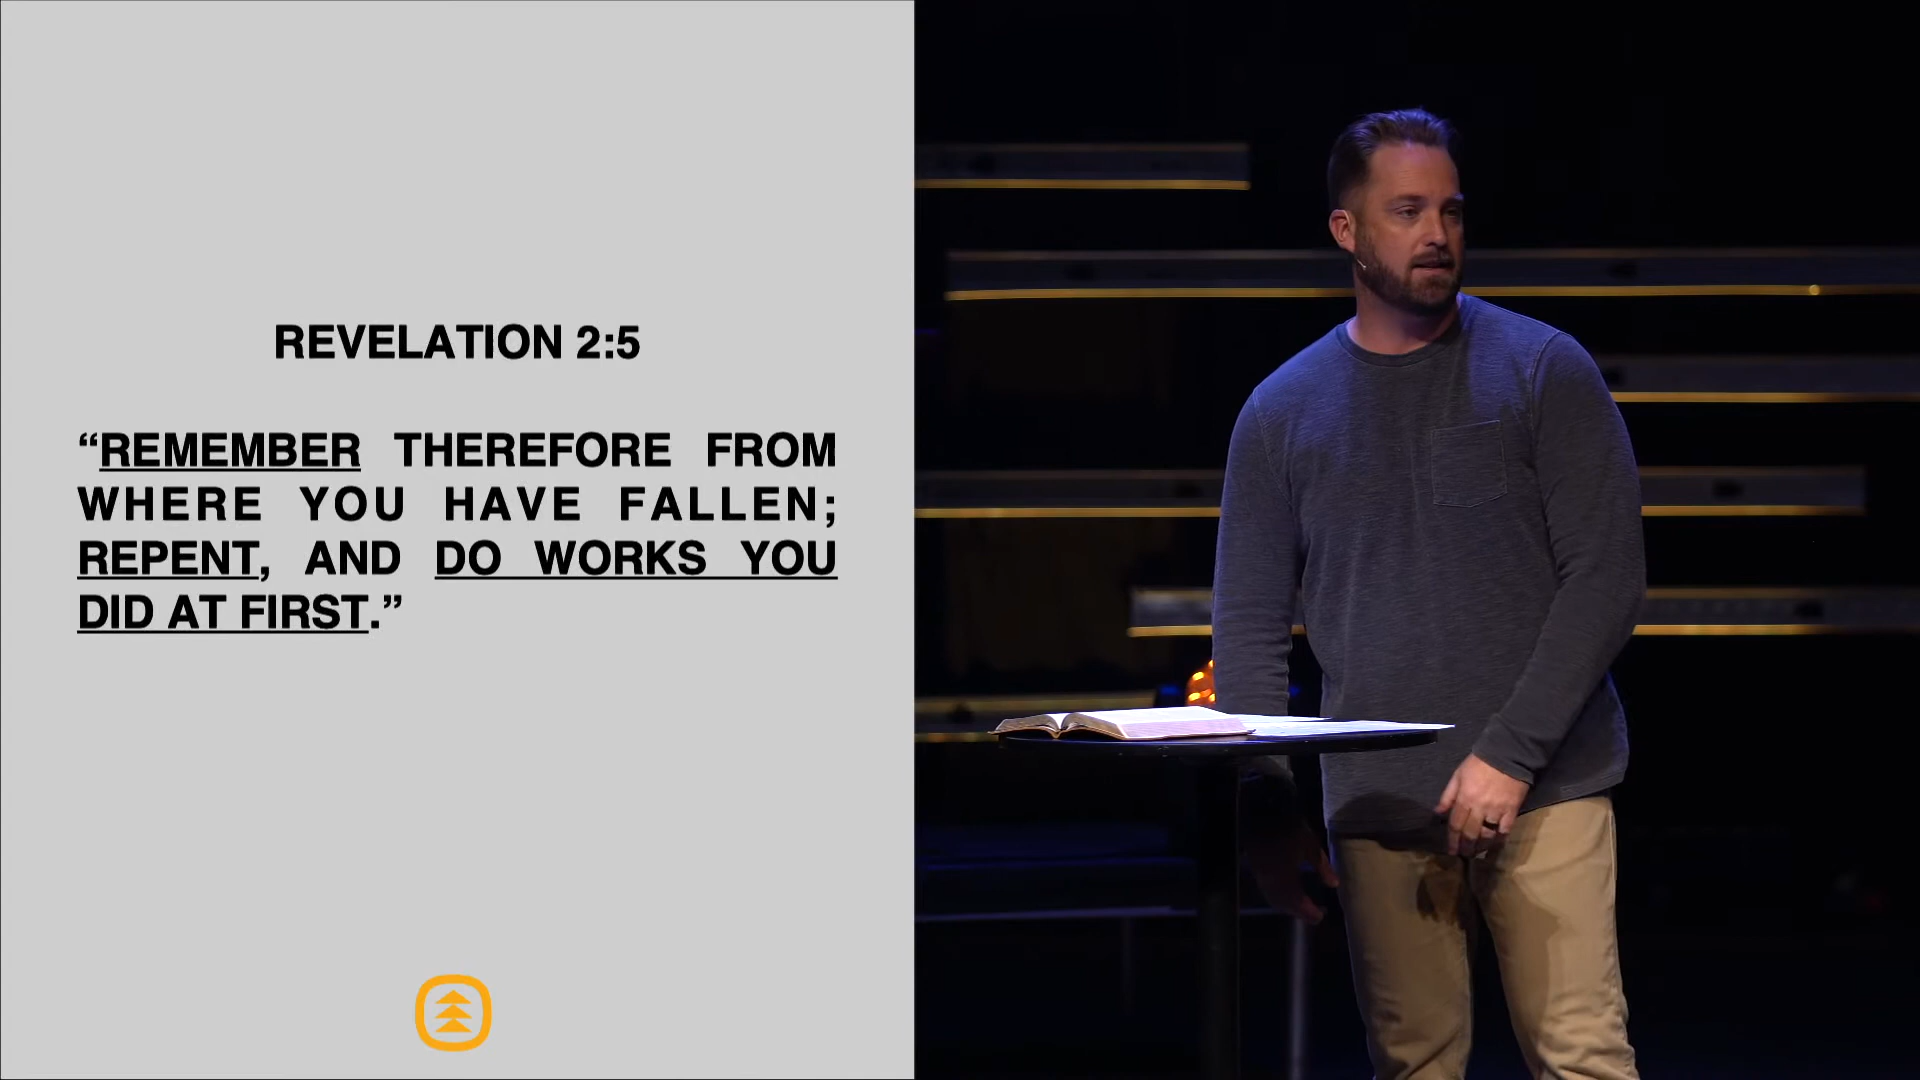 REVELATION 2:5
“REMEMBER THEREFORE FROM
WHERE YOU HAVE FALLEN;
REPENT, AND DO WORKS YOU
DID AT FIRST.”